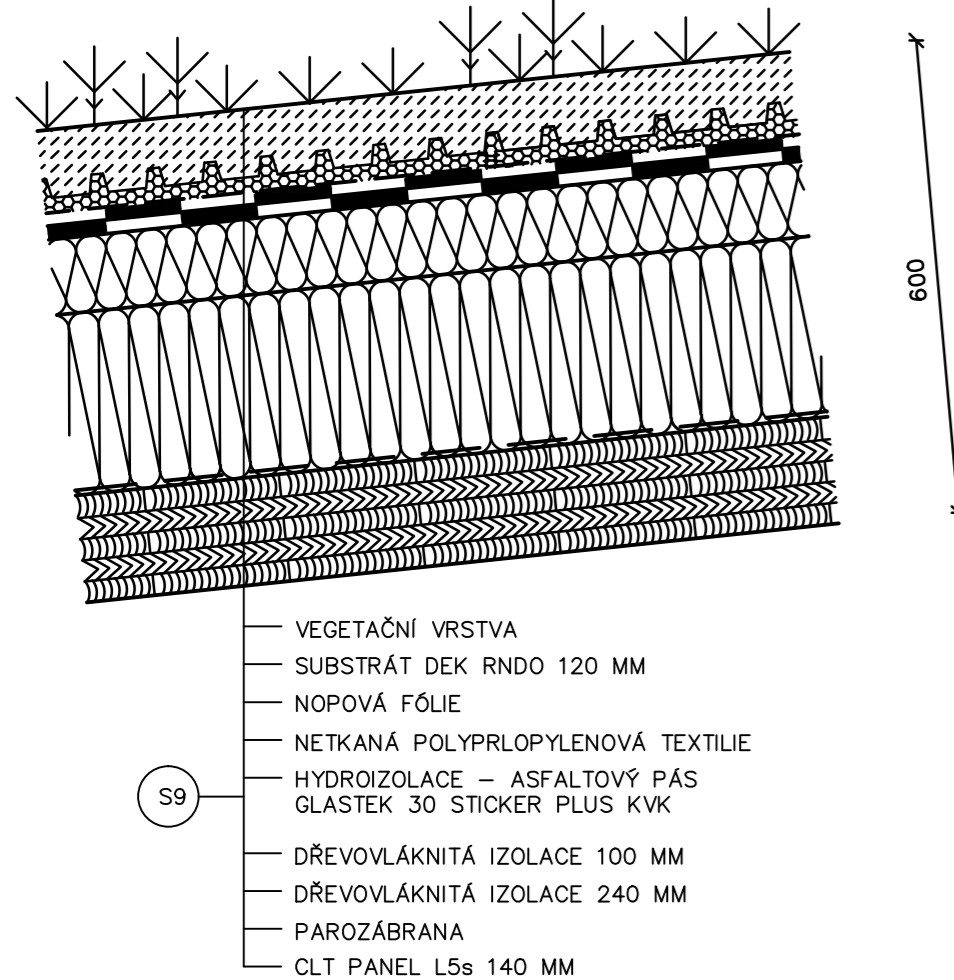 600
VEGETAČNÍ VRSTVA
SUBSTRÁT DEK RNDO 120 MM
NOPOVÁ FÓLIE
NETKANÁ POLYPRLOPYLENOVÁ TEXTILIE
S9
HYDROIZOLACE – ASFALTOVÝ PÁS
GLASTEK 30 STICKER PLUS KVK
DŘEVOVLÁKNITÁ IZOLACE 100 MM
DŘEVOVLÁKNITÁ IZOLACE 240 MM
PAROZÁBRANA
CLT PANEL L5s 140 MM